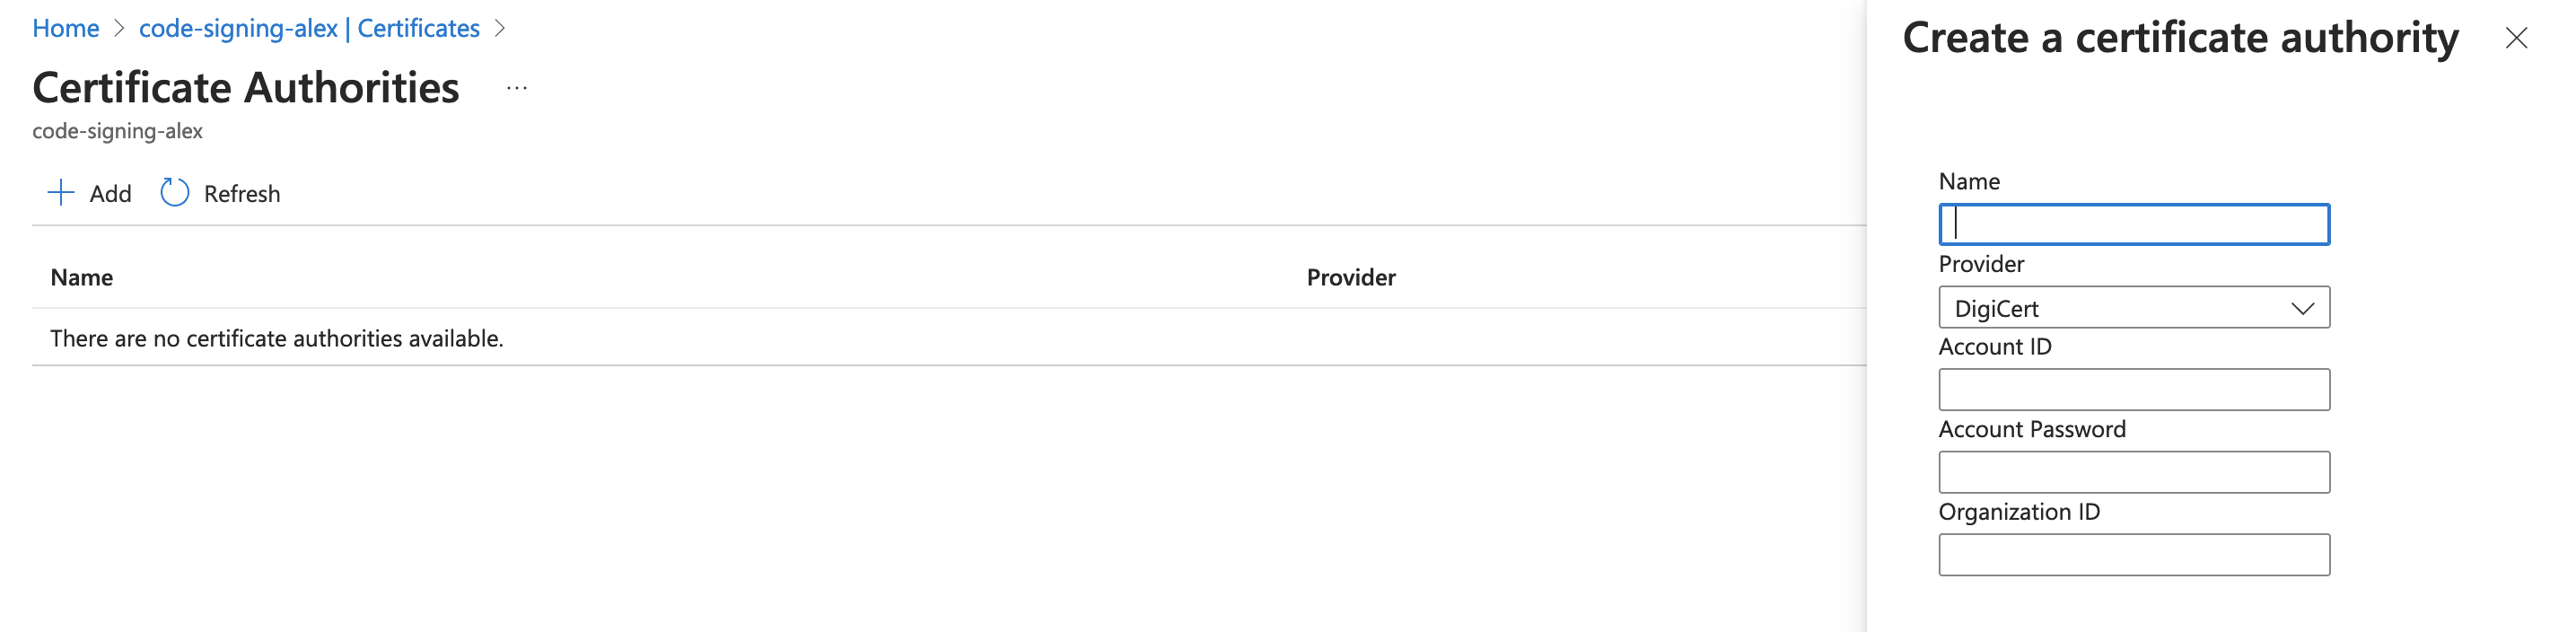 Home > code-signing-alex | Certificates >
Certificate Authorities ...
code-signing-alex
Add Refresh
Name Provider
There are no certificate authorities available.
Create a certificate authority
Name
Provider
DigiCert
Account ID
Account Password
Organization ID